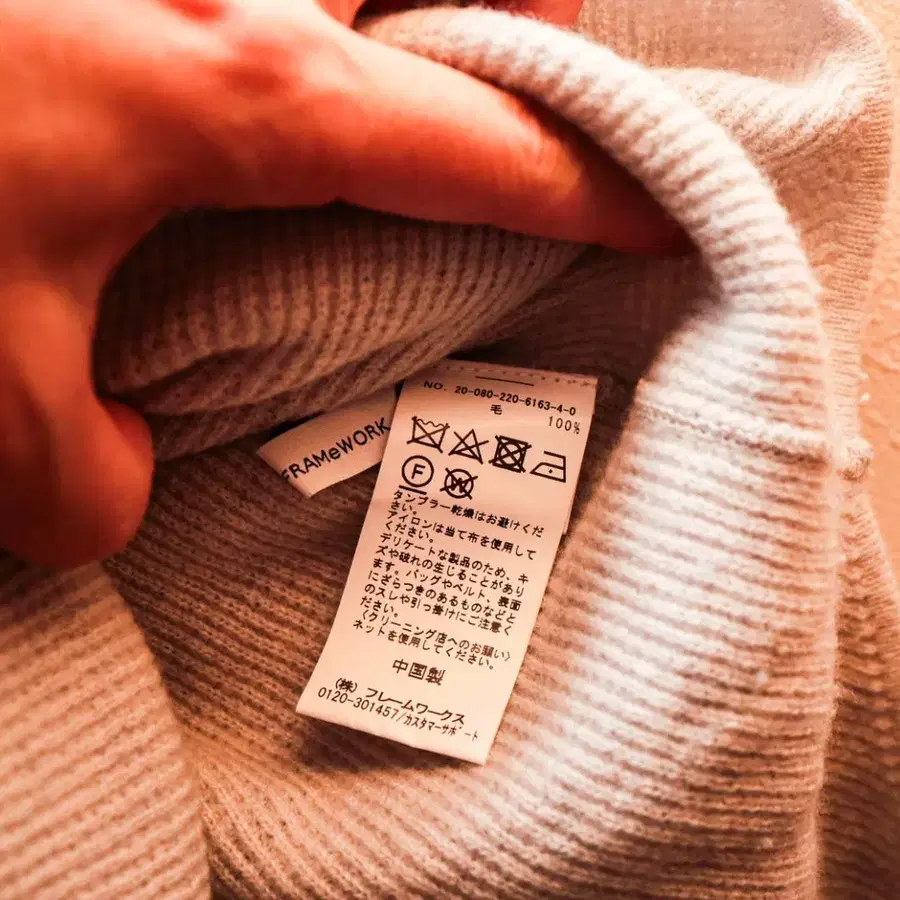 NO. 20-080-220-6163-4-0
毛 100%
FRAMeWORK
F
W
タンブラー乾燥はお避けくだ
さい。
アイロンは当て布を使用して
ください。
デリケートな製品のため、キ
ズや破れの生じることがあり
ます。バッグやベルト、表面
にざらつきのあるものなどと
のスレや引っ掛けにご注意く
ださい。
〈クリーニング店へのお願い〉
ネットを使用してください。
中国製
（株）フレームワークス
0120-301457/カスタマーサポート